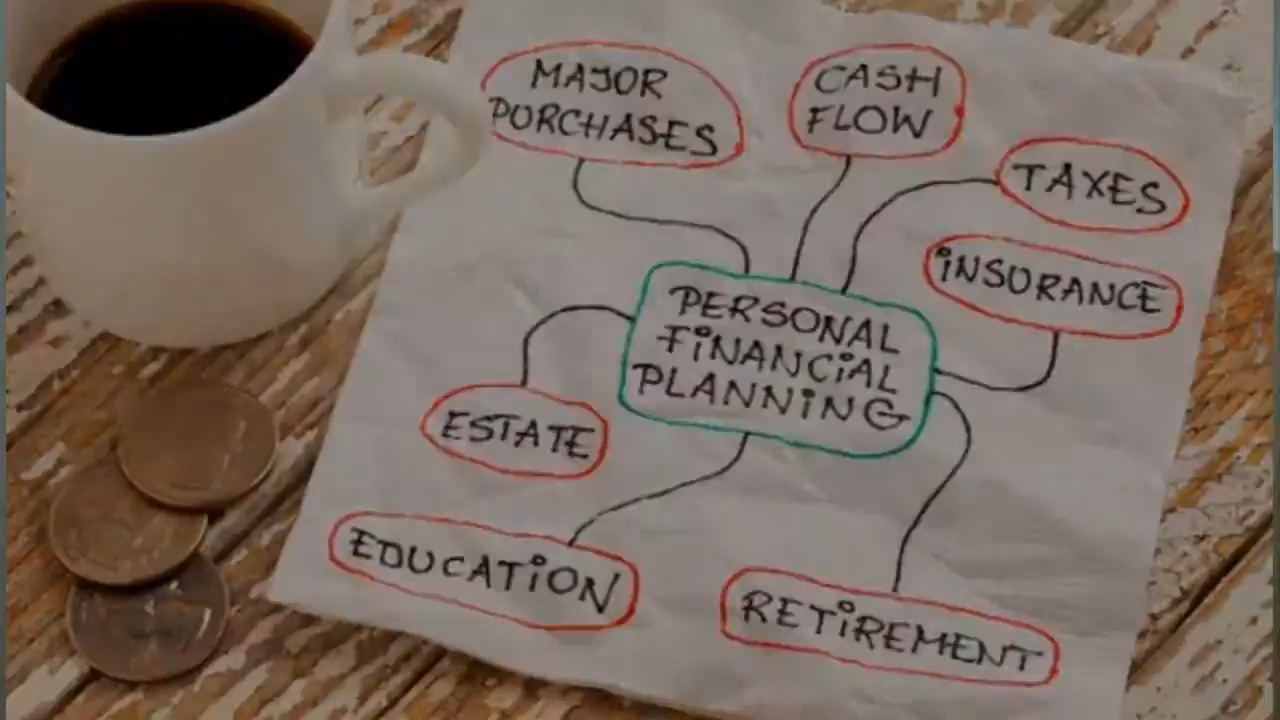 MAJOR
PURCHASES
CASH
FLOW
TAXES
INSURANCE
PERSONAL
FINANCIAL
PLANNING
ESTATE
EDUCATION
RETIREMENT